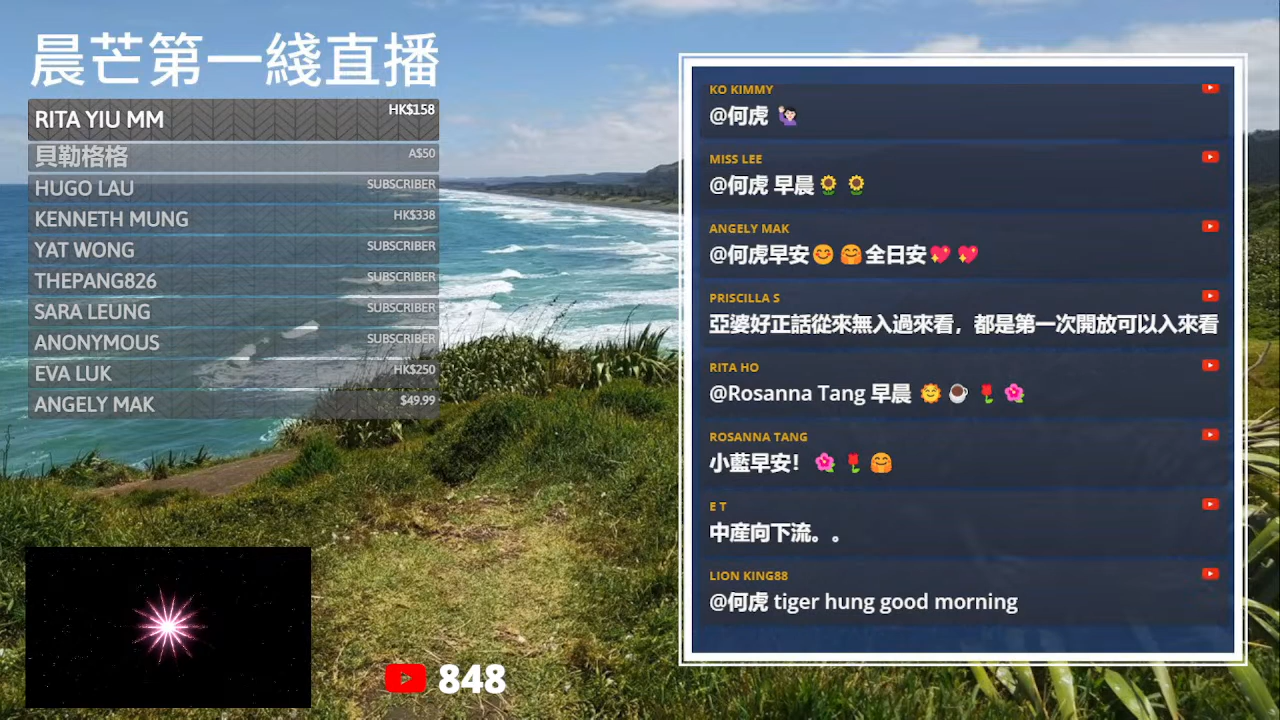 晨芒第一綫直播
RITA YIU MM HK$158
貝勒格格 A$50
HUGO LAU SUBSCRIBER
KENNETH MUNG HK$338
YAT WONG SUBSCRIBER
THEPANG826 SUBSCRIBER
SARA LEUNG SUBSCRIBER
ANONYMOUS SUBSCRIBER
EVA LUK HK$250
ANGELY MAK $49.99
848
KO KIMMY
@何虎 🙋🏻‍♀️
MISS LEE
@何虎 早晨🌻 🌻
ANGELY MAK
@何虎早安😊 🤗全日安💖 💖
PRISCILLA S
亞婆好正話從來無入過來看，都是第一次開放可以入來看
RITA HO
@Rosanna Tang 早晨 🌞 ☕ 🌷 🌺
ROSANNA TANG
小藍早安！ 🌺 🌷 🤗
E T
中産向下流。。
LION KING88
@何虎 tiger hung good morning